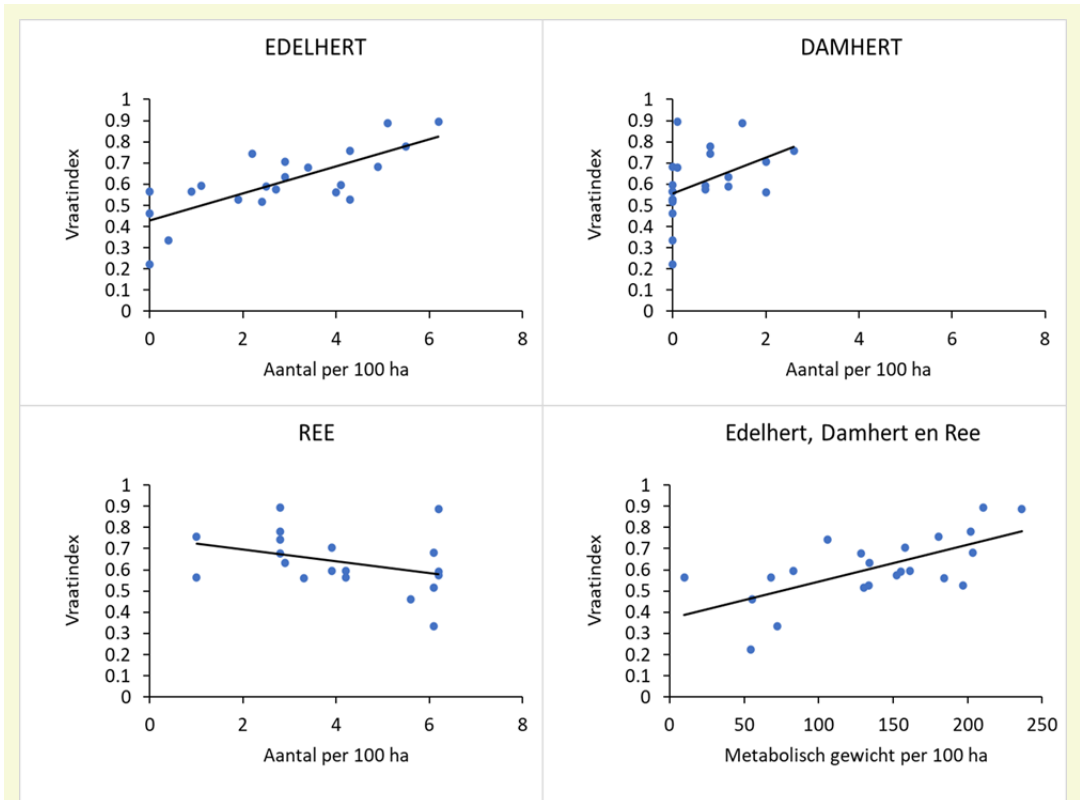 EDELHERT
Vraatindex
1
0.9
0.8
0.7
0.6
0.5
0.4
0.3
0.2
0.1
0
0 2 4 6 8
Aantal per 100 ha
DAMHERT
Vraatindex
1
0.9
0.8
0.7
0.6
0.5
0.4
0.3
0.2
0.1
0
0 2 4 6 8
Aantal per 100 ha
REE
Vraatindex
1
0.9
0.8
0.7
0.6
0.5
0.4
0.3
0.2
0.1
0
0 2 4 6 8
Aantal per 100 ha
Edelhert, Damhert en Ree
Vraatindex
1
0.9
0.8
0.7
0.6
0.5
0.4
0.3
0.2
0.1
0
0 50 100 150 200 250
Metabolisch gewicht per 100 ha